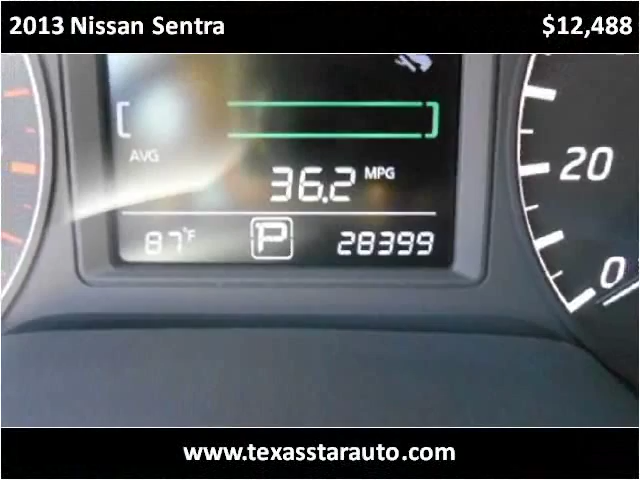 2013 Nissan Sentra $12,488
AVG
36.2 MPG
20
87°F P 28399
0
www.texasstarauto.com